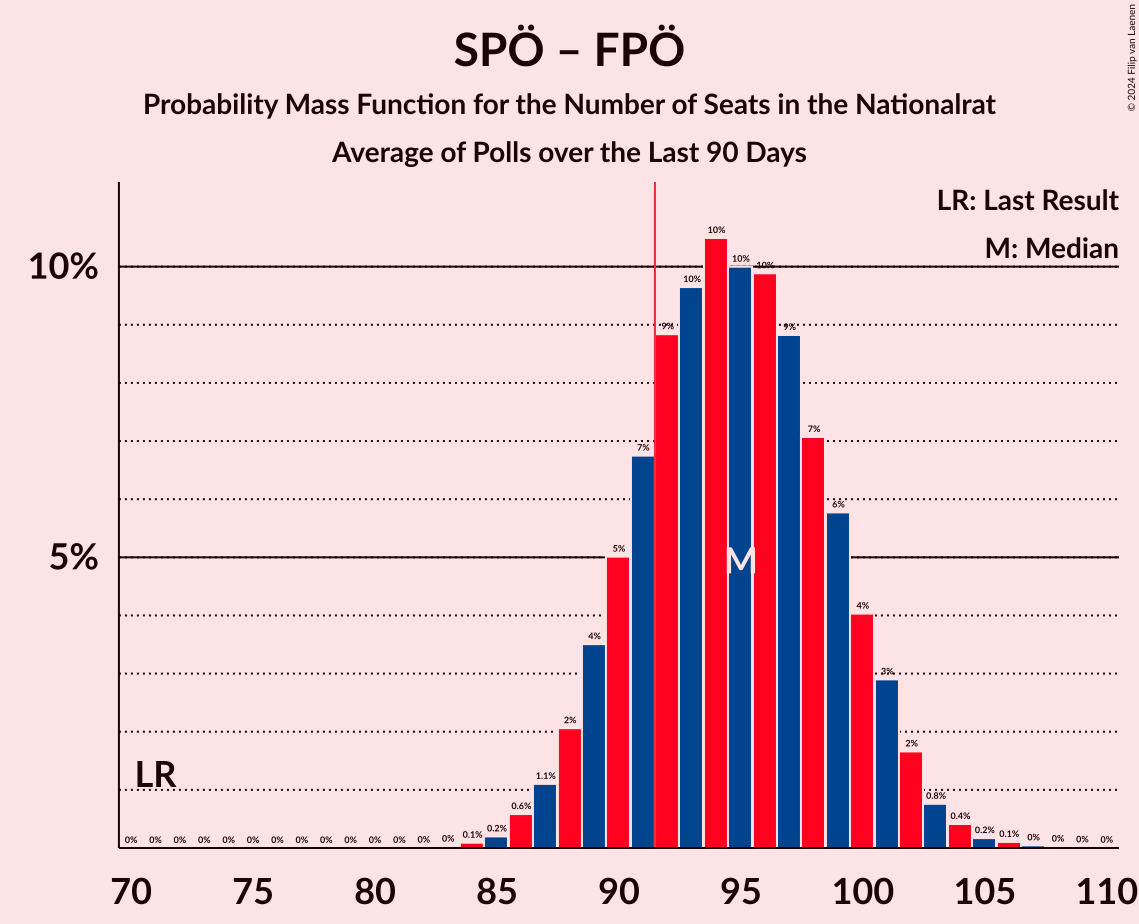 © 2024 Filip van Laenen
SPÖ – FPÖ
Probability Mass Function for the Number of Seats in the Nationalrat
Average of Polls over the Last 90 Days
LR: Last Result
M: Median
10%
5%
0% 0% 0% 0% 0% 0% 0% 0% 0% 0% 0% 0% 0% 0% 0.1% 0.2% 0.6% 1.1% 2% 4% 5% 7% 9% 10% 10% 10% 10% 9% 7% 6% 4% 3% 2% 0.8% 0.4% 0.2% 0.1% 0% 0% 0% 0%
M
LR
70 75 80 85 90 95 100 105 110